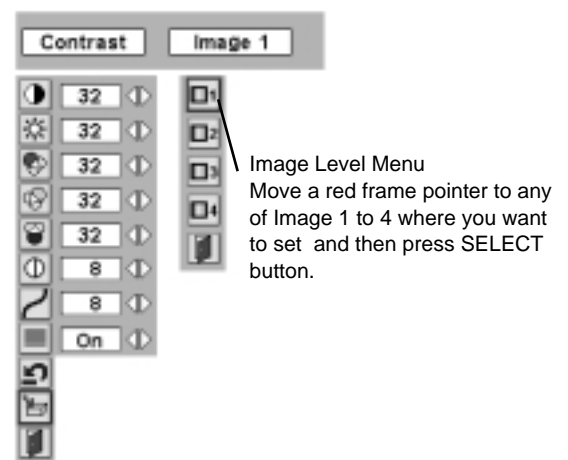 Contrast Image 1
32
32
32
32
32
8
8
On
1
2
3
4
Image Level Menu
Move a red frame pointer to any
of Image 1 to 4 where you want
to set and then press SELECT
button.